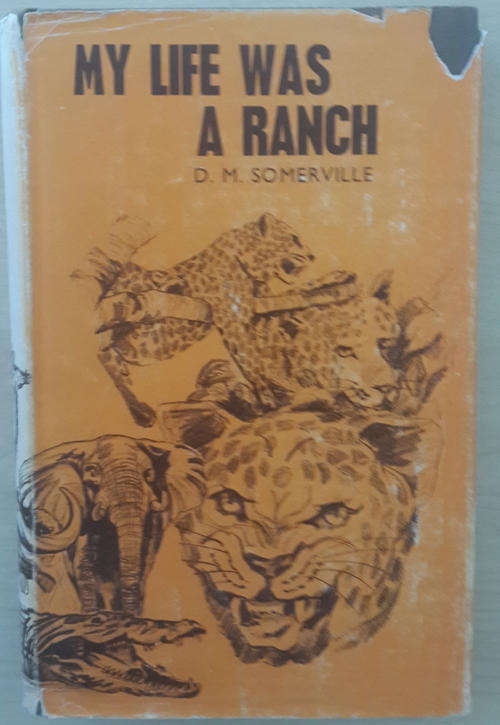 MY LIFE WAS
A RANCH
D. M. SOMERVILLE